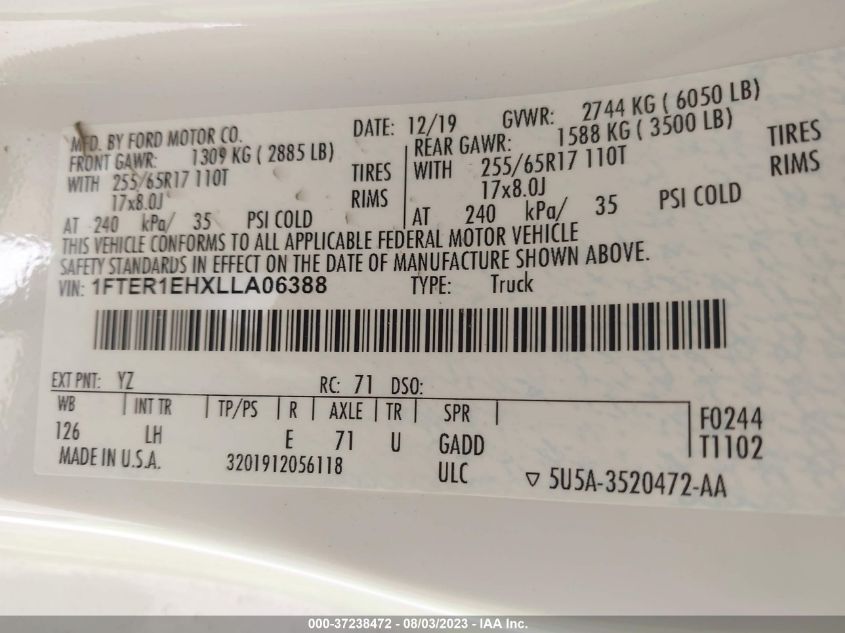 MFD. BY FORD MOTOR CO. DATE: 12/19 GVWR: 2744 KG ( 6050 LB)
FRONT GAWR: 1309 KG ( 2885 LB) REAR GAWR: 1588 KG ( 3500 LB)
WITH 255/65R17 110T TIRES WITH 255/65R17 110T TIRES
17x8.0J RIMS 17x8.0J RIMS
AT 240 kPa/ 35 PSI COLD AT 240 kPa/ 35 PSI COLD
THIS VEHICLE CONFORMS TO ALL APPLICABLE FEDERAL MOTOR VEHICLE
SAFETY STANDARDS IN EFFECT ON THE DATE OF MANUFACTURE SHOWN ABOVE.
VIN: 1FTER1EHXLLA06388 TYPE: Truck
EXT PNT: YZ RC: 71 DSO:
WB INT TR TP/PS R AXLE TR SPR F0244
126 LH E 71 U GADD T1102
MADE IN U.S.A. 3201912056118 ULC ▽ 5U5A-3520472-AA
000-37238472 - 08/03/2023 - IAA Inc.